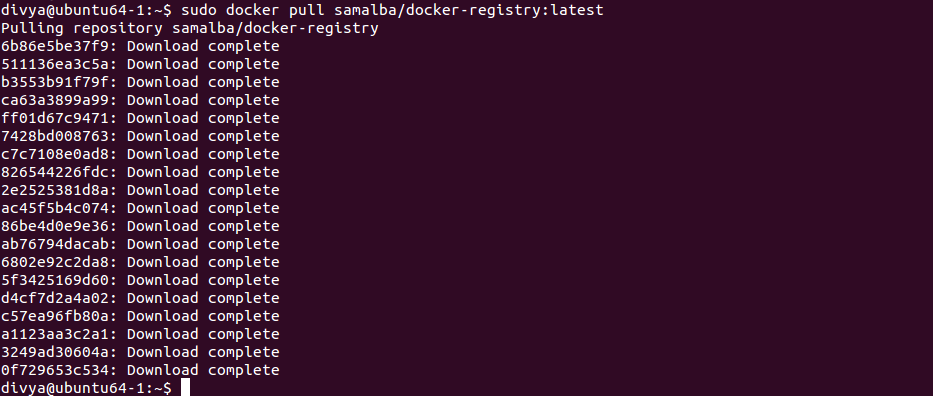 divya@ubuntu64-1:~$ sudo docker pull samalba/docker-registry:latest
Pulling repository samalba/docker-registry
6b86e5be37f9: Download complete
511136ea3c5a: Download complete
b3553b91f79f: Download complete
ca63a3899a99: Download complete
ff01d67c9471: Download complete
7428bd008763: Download complete
c7c7108e0ad8: Download complete
826544226fdc: Download complete
2e2525381d8a: Download complete
ac45f5b4c074: Download complete
86be4d0e9e36: Download complete
ab76794dacab: Download complete
6802e92c2da8: Download complete
5f3425169d60: Download complete
d4cf7d2a4a02: Download complete
c57ea96fb80a: Download complete
a1123aa3c2a1: Download complete
3249ad30604a: Download complete
0f729653c534: Download complete
divya@ubuntu64-1:~$